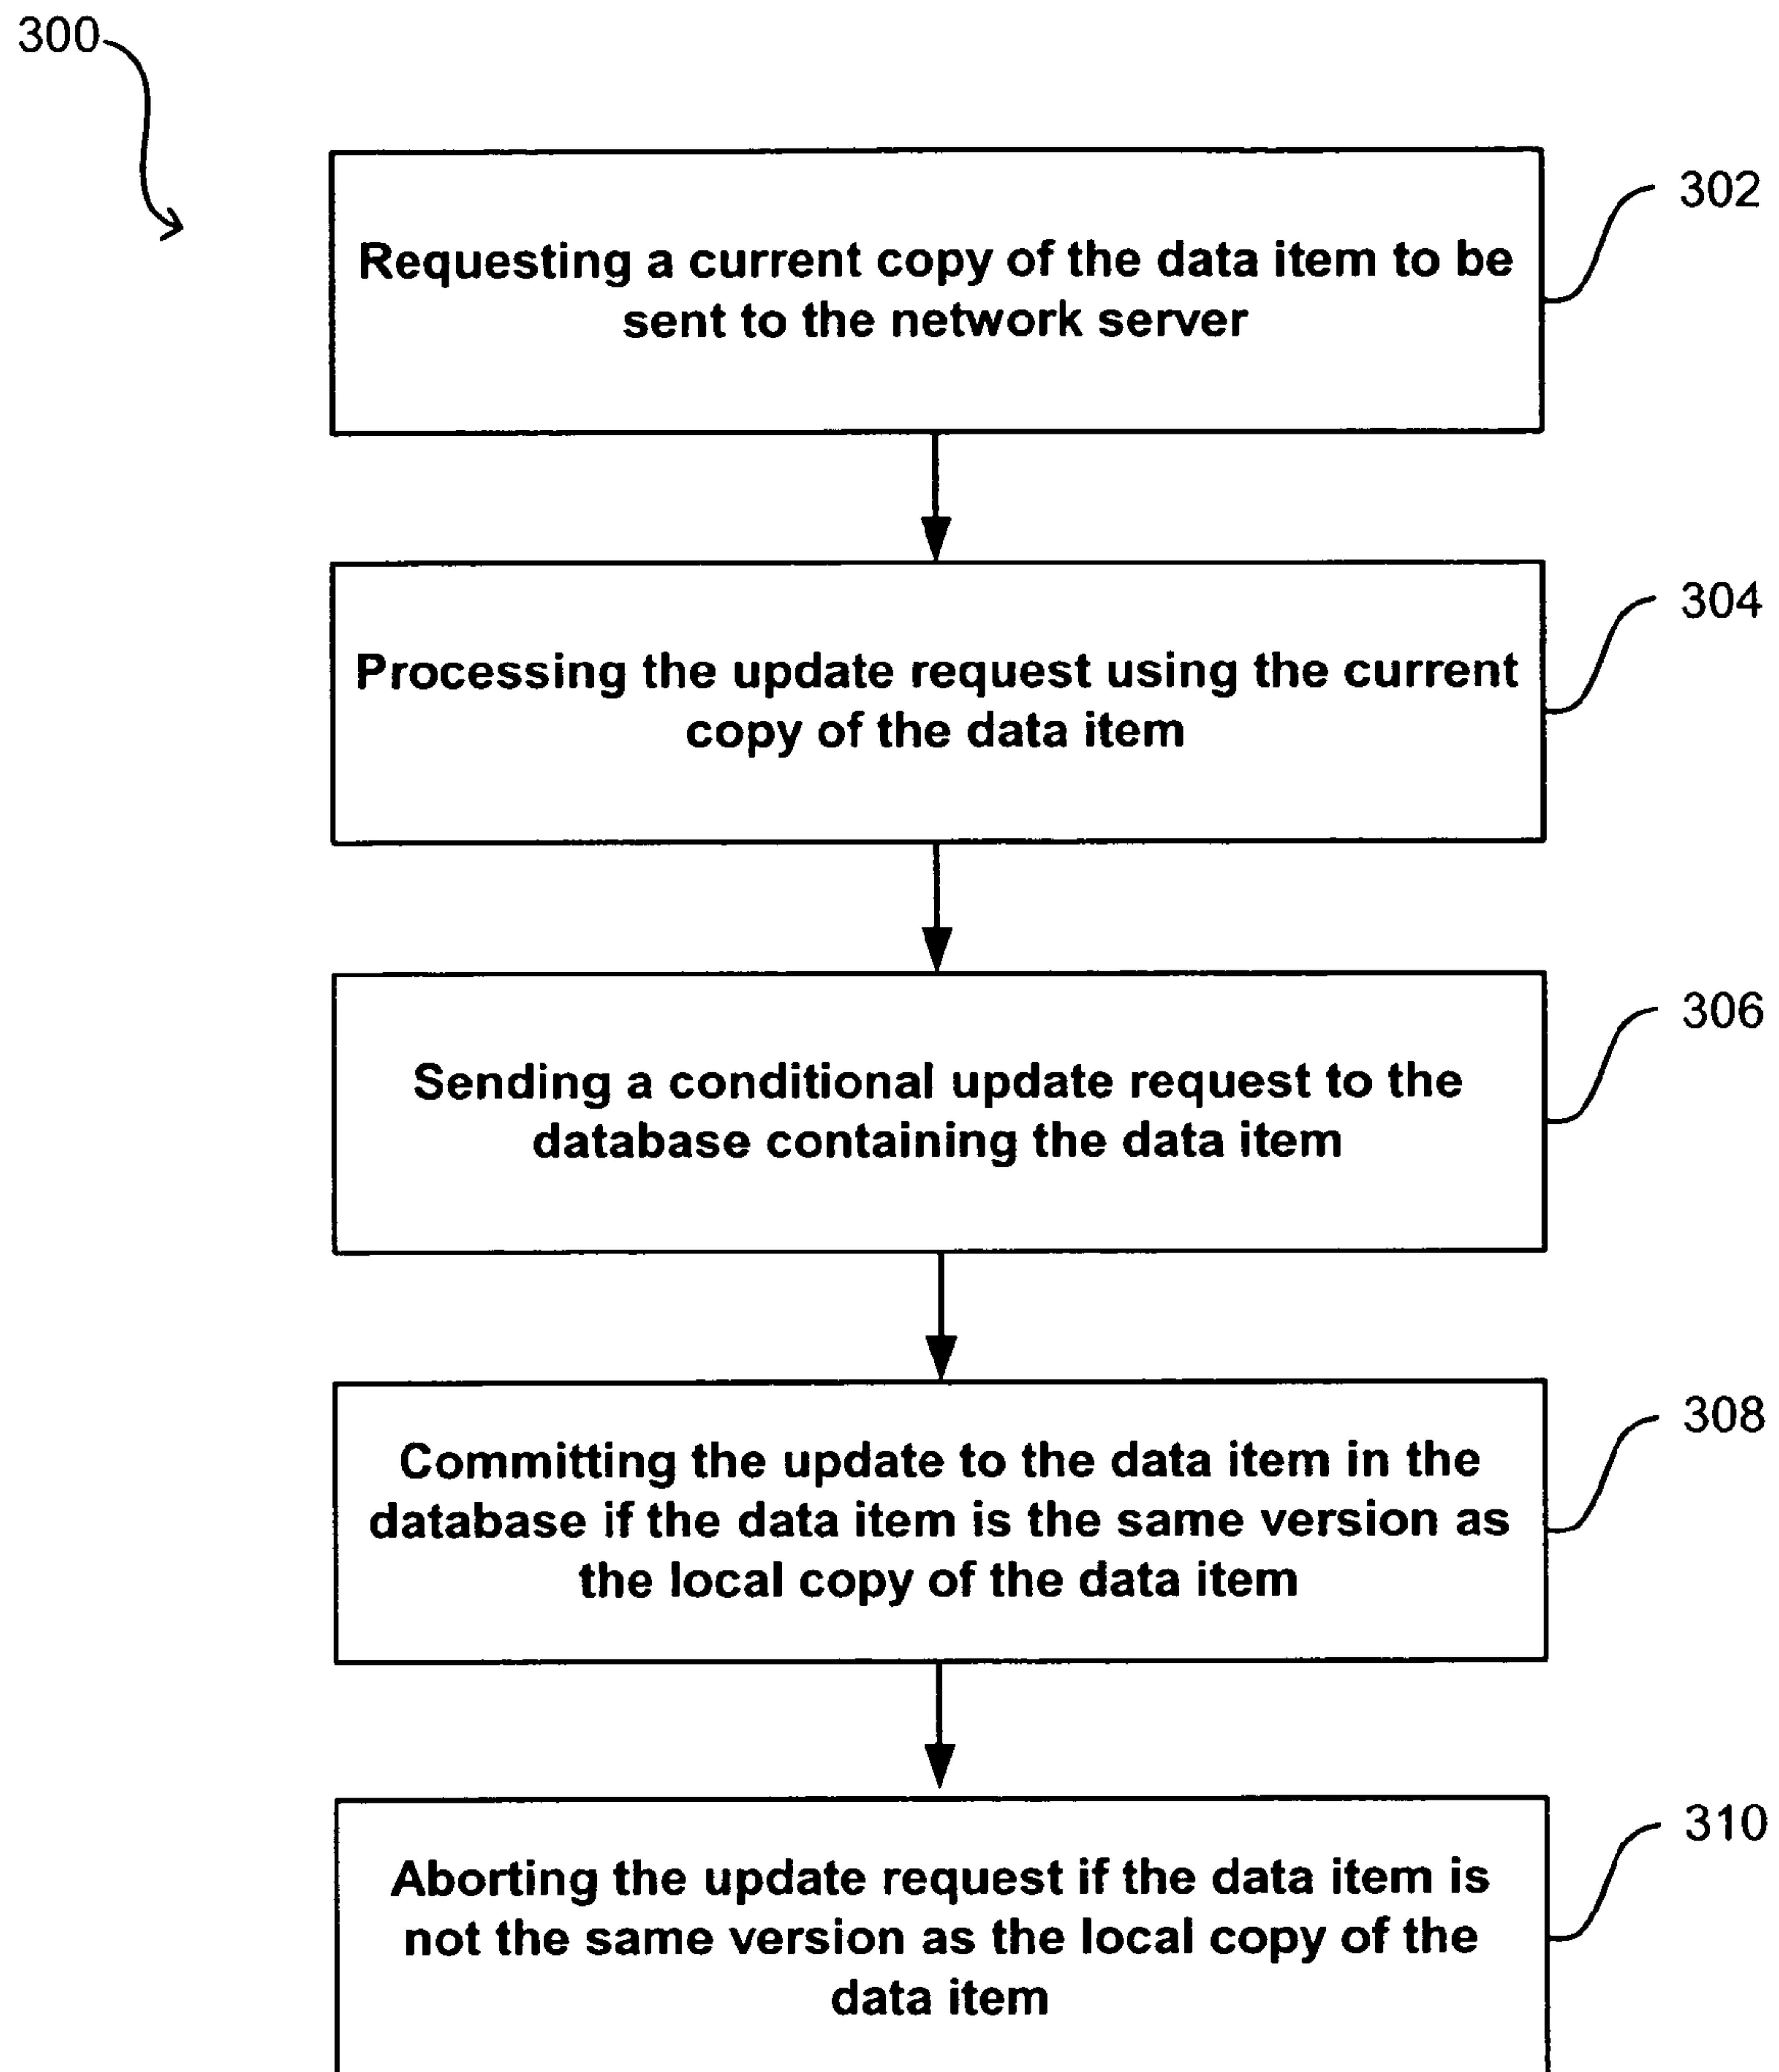 300
302
Requesting a current copy of the data item to be
sent to the network server
304
Processing the update request using the current
copy of the data item
306
Sending a conditional update request to the
database containing the data item
308
Committing the update to the data item in the
database if the data item is the same version as
the local copy of the data item
310
Aborting the update request if the data item is
not the same version as the local copy of the
data item